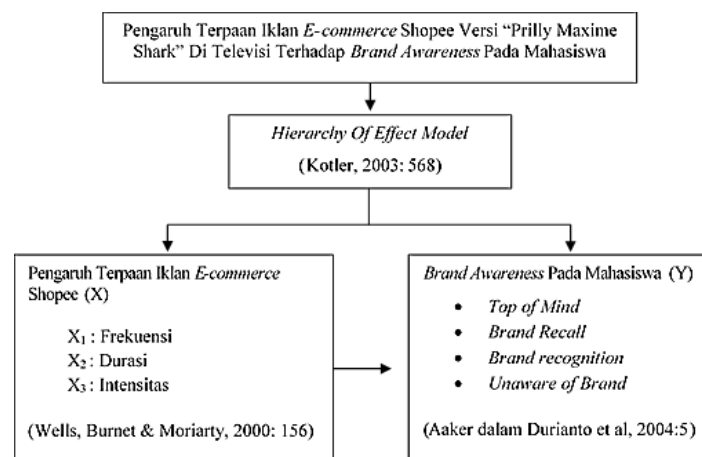 Pengaruh Terpaan Iklan E-commerce Shopee Versi “Prilly Maxime
Shark” Di Televisi Terhadap Brand Awareness Pada Mahasiswa
Hierarchy Of Effect Model
(Kotler, 2003: 568)
Pengaruh Terpaan Iklan E-commerce
Shopee (X)
X₁ : Frekuensi
X₂ : Durasi
X₃ : Intensitas
(Wells, Burnet & Moriarty, 2000: 156)
Brand Awareness Pada Mahasiswa (Y)
• Top of Mind
• Brand Recall
• Brand recognition
• Unaware of Brand
(Aaker dalam Durianto et al, 2004:5)